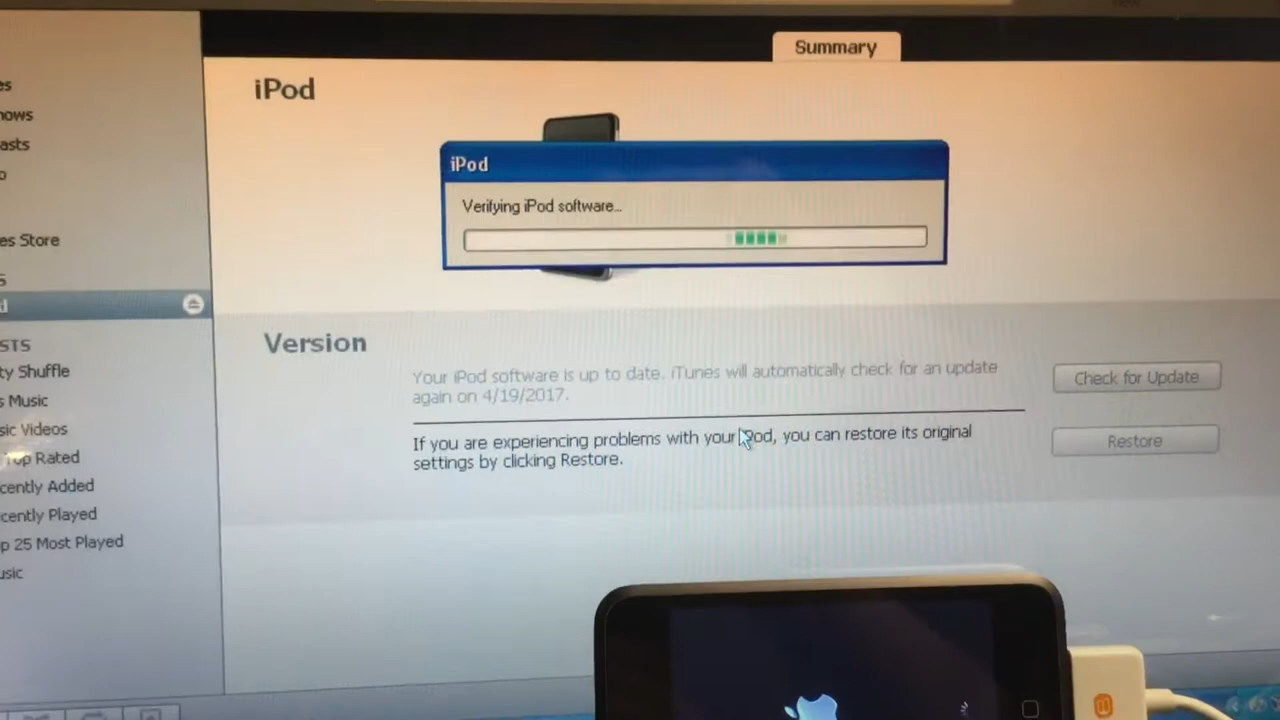 Summary
iPod
iPod
Verifying iPod software...
Version
Your iPod software is up to date. iTunes will automatically check for an update
again on 4/19/2017.
Check for Update
If you are experiencing problems with your iPod, you can restore its original
settings by clicking Restore.
Restore
es
hows
asts
o
es Store
S
d
STS
ty Shuffle
s Music
sic Videos
Top Rated
cently Added
cently Played
p 25 Most Played
usic